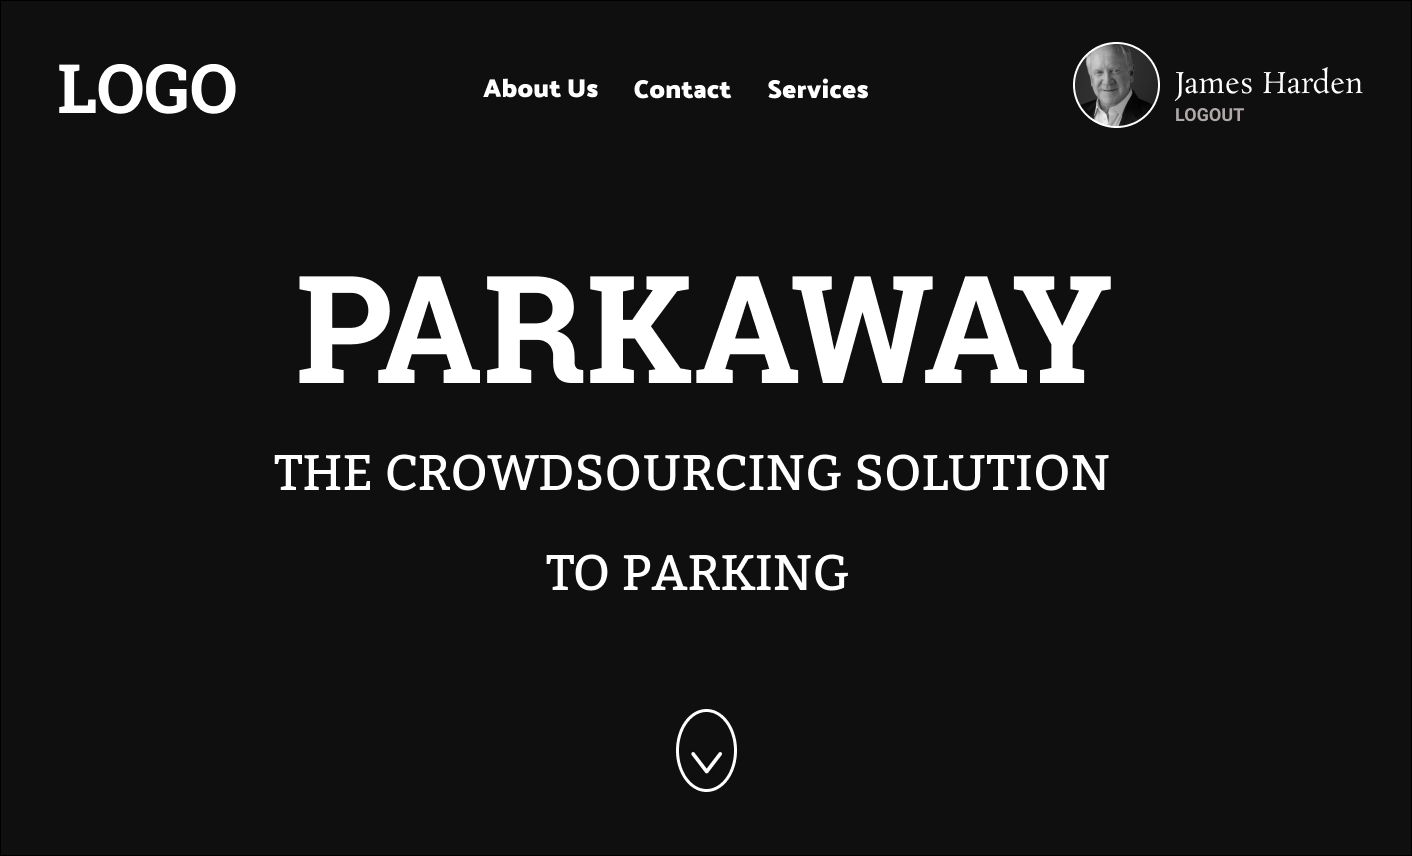 LOGO
About Us Contact Services
James Harden
LOGOUT
PARKAWAY
THE CROWDSOURCING SOLUTION
TO PARKING